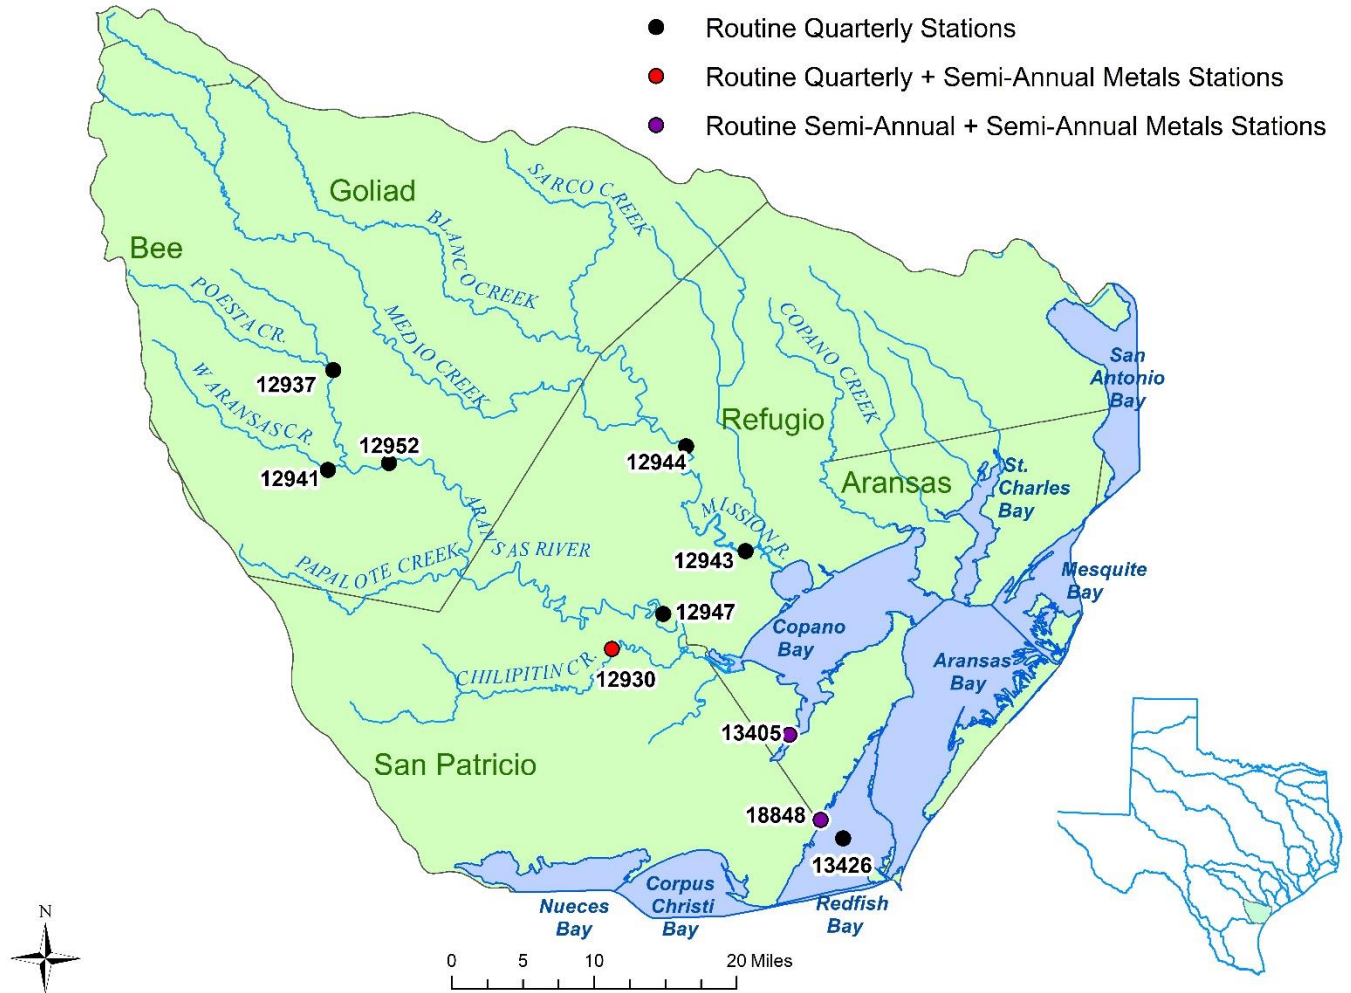 Routine Quarterly Stations
Routine Quarterly + Semi-Annual Metals Stations
Routine Semi-Annual + Semi-Annual Metals Stations
Goliad
SARCO CREEK
Bee
BLANCO CREEK
POESTA CR.
MEDIO CREEK
COPANO CREEK
San
Antonio
Bay
12937
W ARANSAS CR.
Refugio
12952
12941
12944
Aransas
St.
Charles
Bay
ARANSAS RIVER
MISSION R.
PAPALOTE CREEK
12943
Mesquite
Bay
12947
Copano
Bay
Aransas
Bay
CHILIPITIN CR.
12930
13405
San Patricio
18848
13426
Corpus
Christi
Bay
Nueces
Bay
Redfish
Bay
N
0 5 10 20 Miles